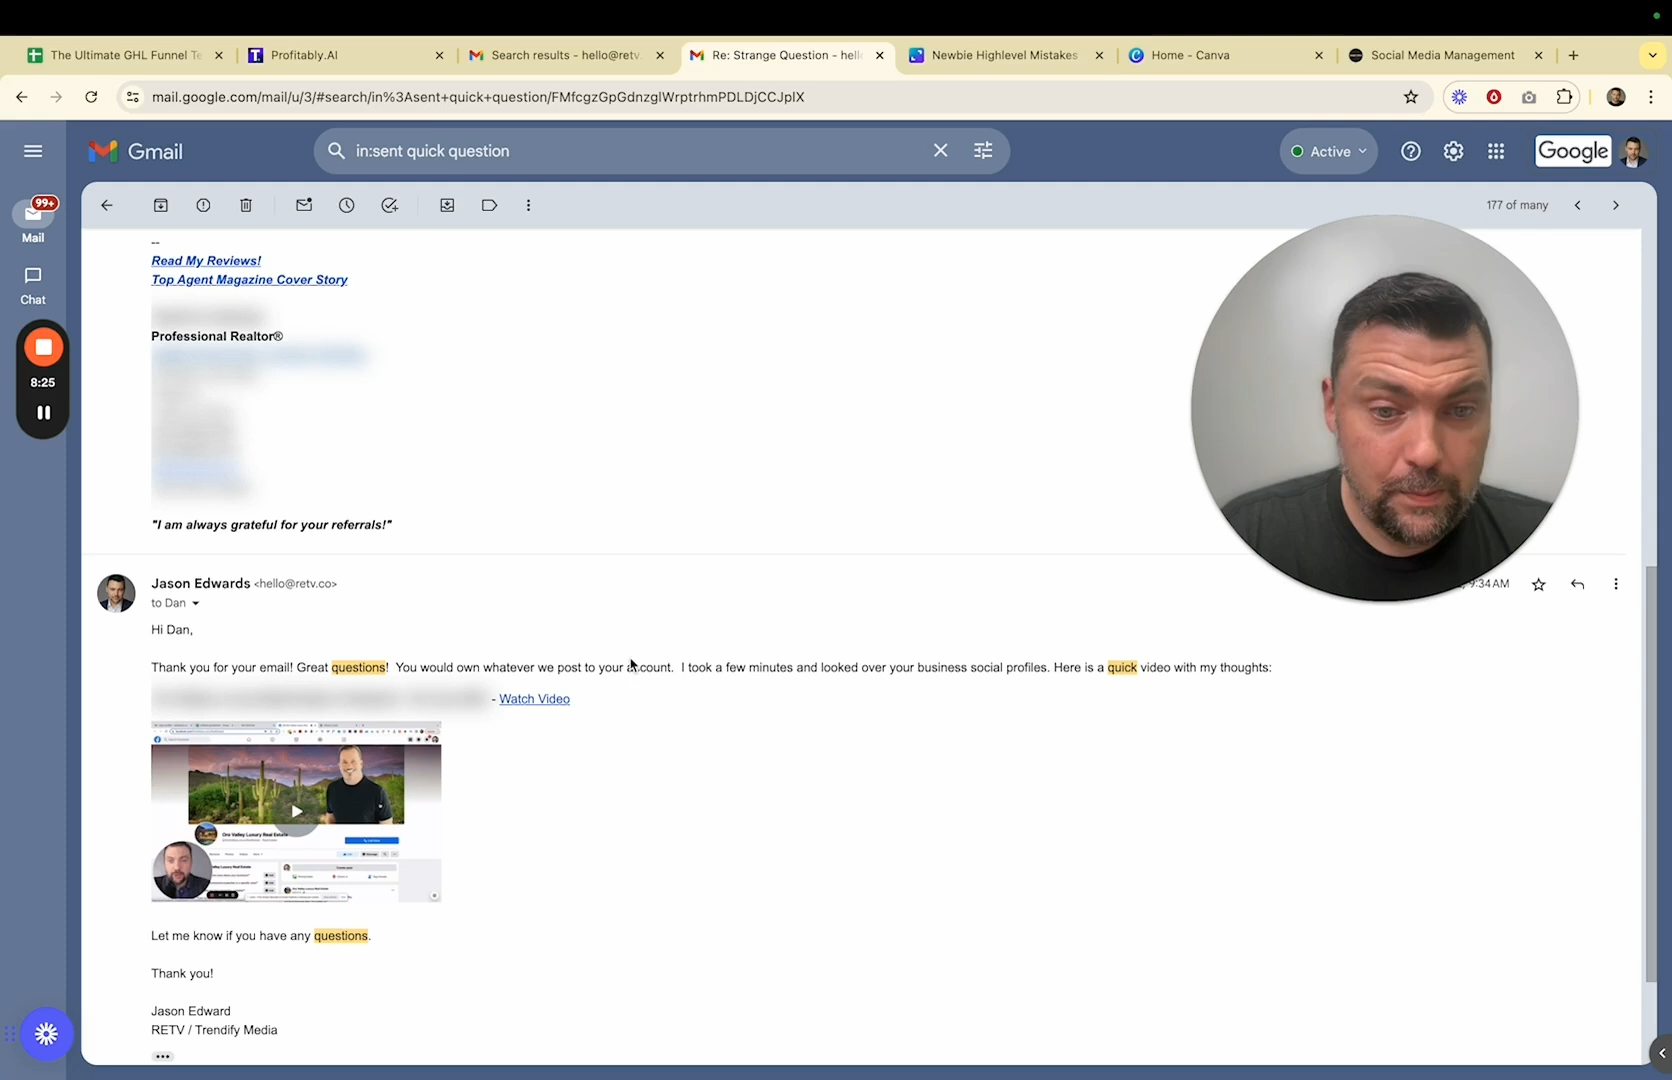 The Ultimate GHL Funnel Te
Profitably.AI
Search results - hello@retv.
Re: Strange Question - hell
Newbie Highlevel Mistakes
Home - Canva
Social Media Management
mail.google.com/mail/u/3/#search/in%3Asent+quick+question/FMfcgzGpGdnzglWrptrhmPDLDjCCJplX
Gmail
in:sent quick question
Active
Google
99+
Mail
Chat
8:25
177 of many
--
Read My Reviews!
Top Agent Magazine Cover Story
Professional Realtor®
"I am always grateful for your referrals!"
Jason Edwards <hello@retv.co>
9:34 AM
to Dan
Hi Dan,
Thank you for your email! Great questions!  You would own whatever we post to your account.  I took a few minutes and looked over your business social profiles. Here is a quick video with my thoughts:
- Watch Video
Oro Valley Luxury Real Estate
Let me know if you have any questions.
Thank you!
Jason Edward
RETV / Trendify Media